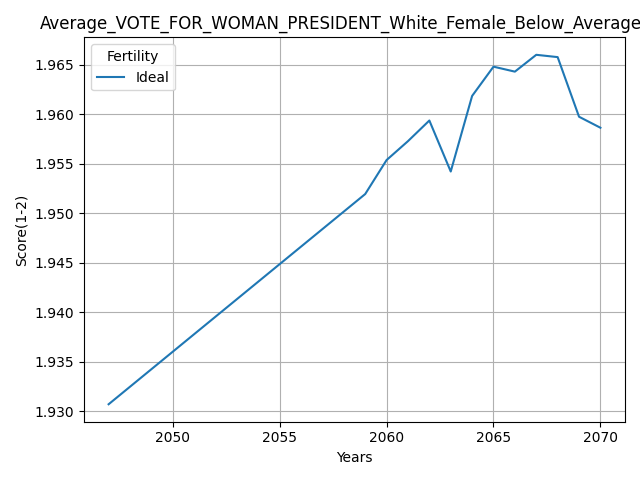 Average_VOTE_FOR_WOMAN_PRESIDENT_White_Female_Below_Average
Fertility
Ideal
1.965
1.960
1.955
1.950
1.945
1.940
1.935
1.930
Score(1-2)
2050 2055 2060 2065 2070
Years